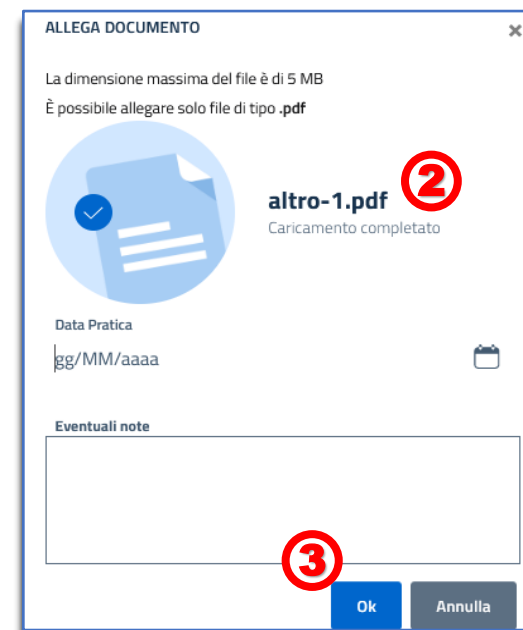 ALLEGA DOCUMENTO ×
La dimensione massima del file è di 5 MB
È possibile allegare solo file di tipo .pdf
2
altro-1.pdf
Caricamento completato
Data Pratica
gg/MM/aaaa
Eventuali note
3
Ok Annulla